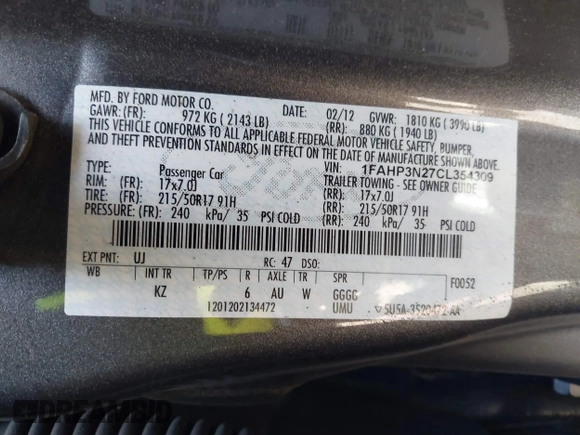 MFD. BY FORD MOTOR CO. DATE: 02/12 GVWR: 1810 KG ( 3990 LB)
GAWR: (FR): 972 KG ( 2143 LB) (RR): 880 KG ( 1940 LB)
THIS VEHICLE CONFORMS TO ALL APPLICABLE FEDERAL MOTOR VEHICLE SAFETY, BUMPER,
AND THEFT PREVENTION STANDARDS IN EFFECT ON THE DATE OF MANUFACTURE SHOWN ABOVE.
VIN: 1FAHP3N27CL354309
TYPE: Passenger Car TRAILER TOWING - SEE OWNER GUIDE
RIM: (FR): 17x7.0J (RR): 17x7.0J
TIRE: (FR): 215/50R17 91H (RR): 215/50R17 91H
PRESSURE: (FR): 240 kPa/ 35 PSI COLD (RR): 240 kPa/ 35 PSI COLD
EXT PNT: UJ RC: 47 DSO:
WB INT TR TP/PS R AXLE TR SPR F0052
KZ 6 AU W GGGG
1201202134472 UMU 5U5A-3520472-AA
DREAMBID